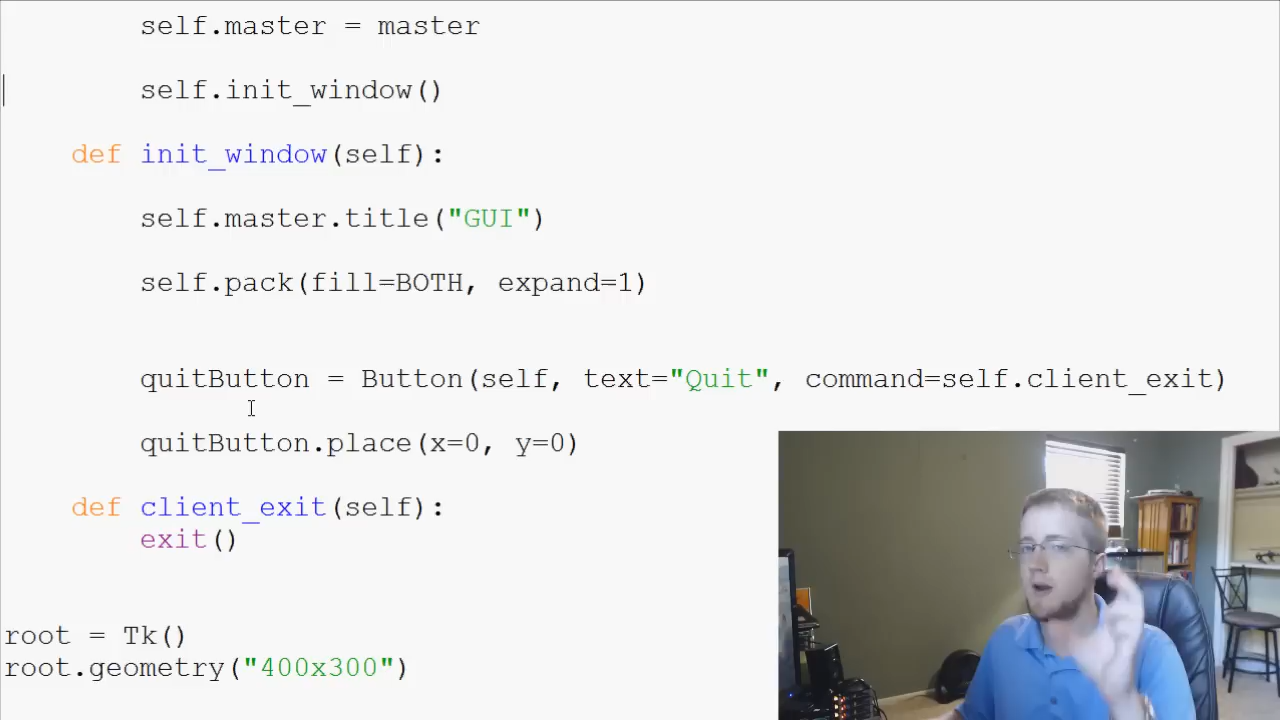 self.master = master
self.init_window()
def init_window(self):
self.master.title("GUI")
self.pack(fill=BOTH, expand=1)
quitButton = Button(self, text="Quit", command=self.client_exit)
quitButton.place(x=0, y=0)
def client_exit(self):
exit()
root = Tk()
root.geometry("400x300")